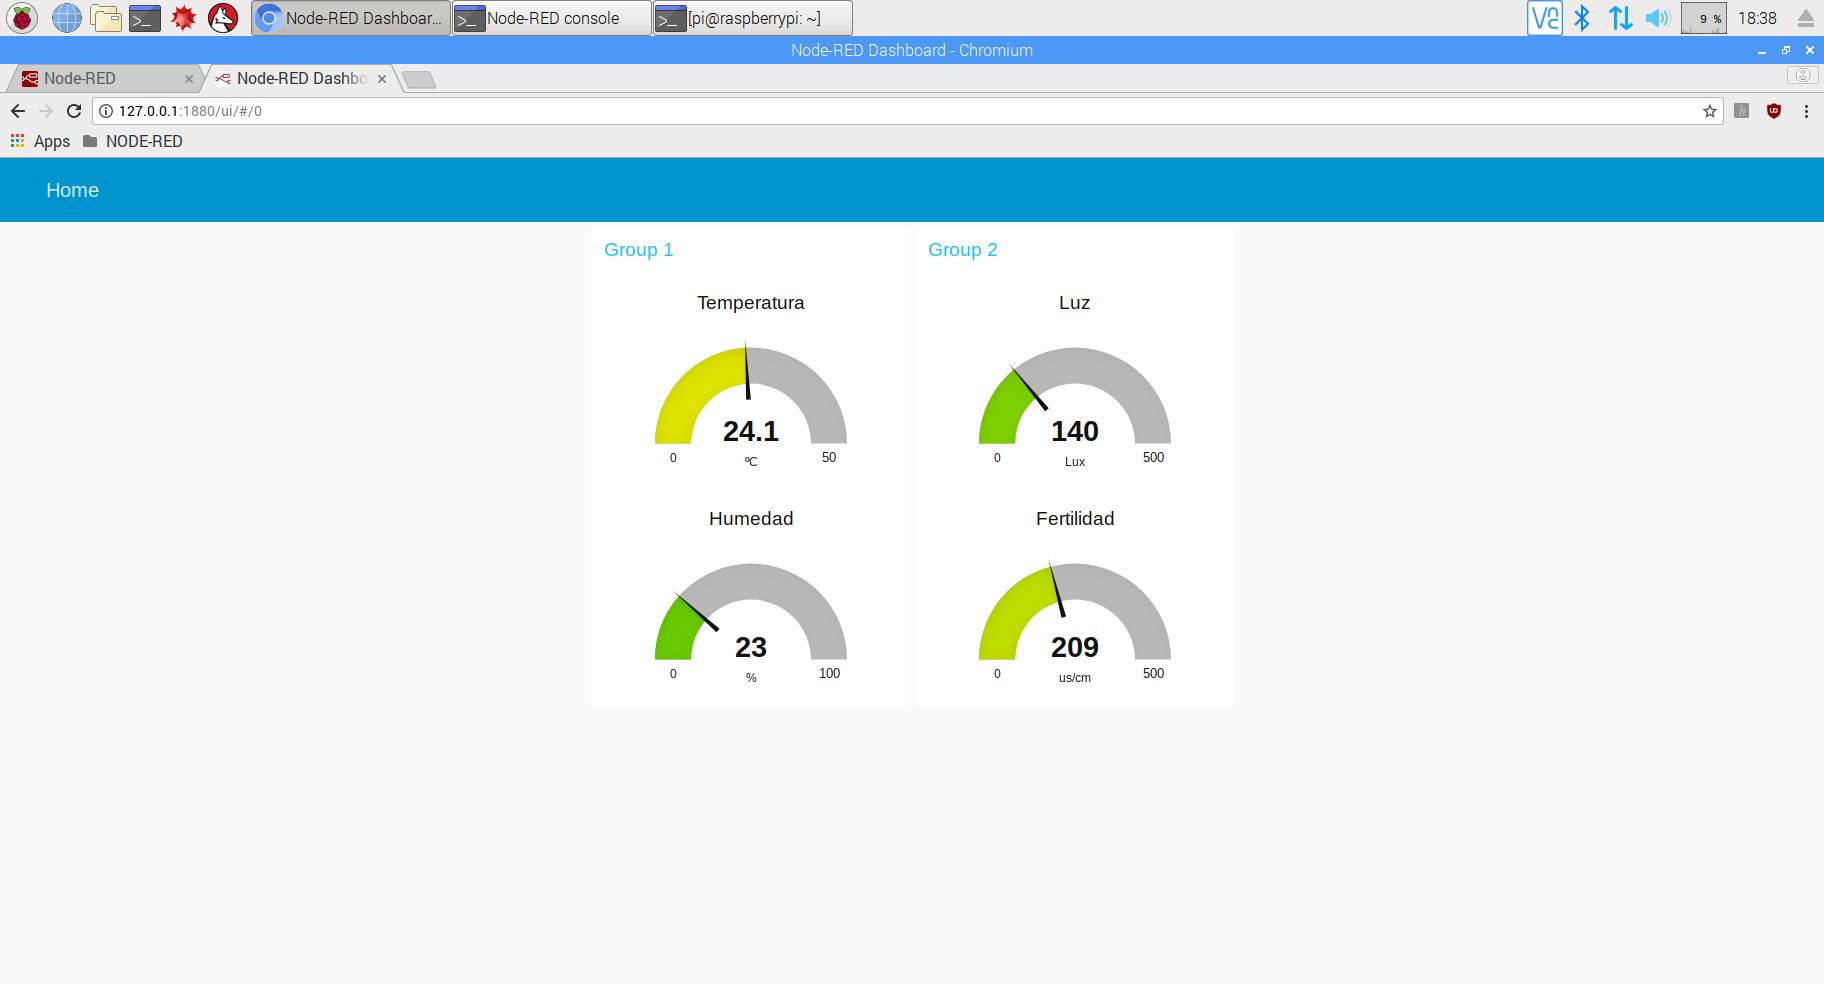 Node-RED Dashboar...
Node-RED console
[pi@raspberrypi: ~]
9 %
18:38
Node-RED Dashboard - Chromium
Node-RED
Node-RED Dashbo
127.0.0.1:1880/ui/#/0
Apps
NODE-RED
Home
Group 1
Temperatura
24.1
0
ºC
50
Humedad
23
0
%
100
Group 2
Luz
140
0
Lux
500
Fertilidad
209
0
us/cm
500